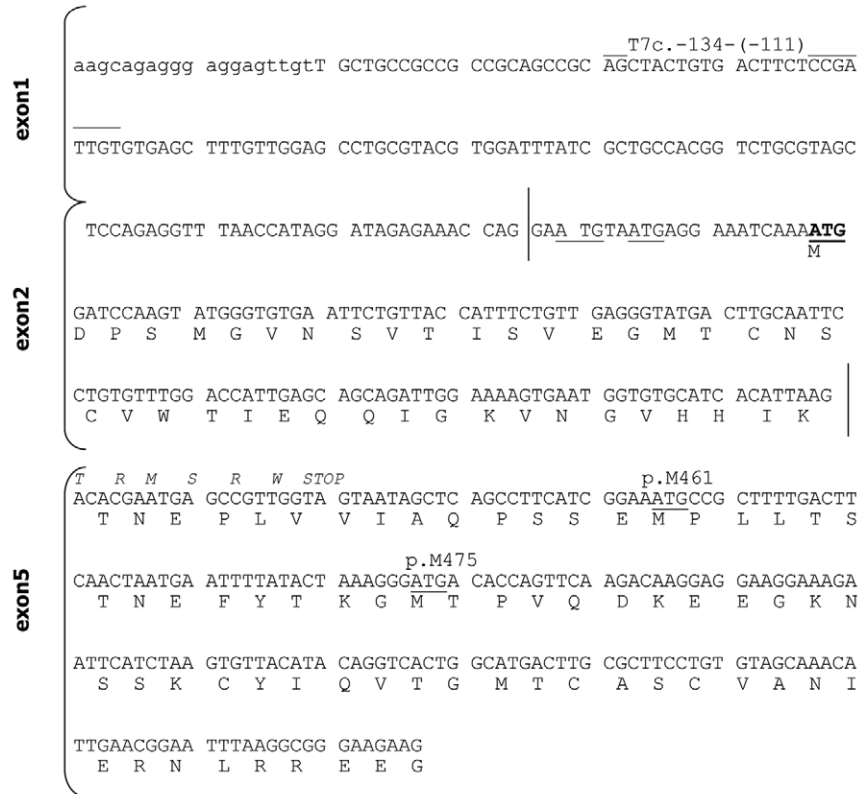 exon1
T7c.-134-(-111)
aagcagaggg aggagttgtT GCTGCCGCCG CCGCAGCCGC AGCTACTGTG ACTTCTCCGA
TTGTGTGAGC TTTGTTGGAG CCTGCGTACG TGGATTTATC GCTGCCACGG TCTGCGTAGC
exon2
TCCAGAGGTT TAACCATAGG ATAGAGAAAC CAG GAA TGTAATGAGG AAATCAAAATG
M
GATCCAAGT ATGGGTGTGA ATTCTGTTAC CATTTCTGTT GAGGGTATGA CTTGCAATTC
D P S M G V N S V T I S V E G M T C N S
CTGTGTTTGG ACCATTGAGC AGCAGATTGG AAAAGTGAAT GGTGTGCATC ACATTAAG
C V W T I E Q Q I G K V N G V H H I K
exon5
T R M S R W STOP
p.M461
ACACGAATGA GCCGTTGGTA GTAATAGCTC AGCCTTCATC GGAAATGCCG CTTTTGACTT
T N E P L V V I A Q P S S E M P L L T S
p.M475
CAACTAATGA ATTTTATACT AAAGGGATGA CACCAGTTCA AGACAAGGAG GAAGGAAAGA
T N E F Y T K G M T P V Q D K E E G K N
ATTCATCTAA GTGTTACATA CAGGTCACTG GCATGACTTG CGCTTCCTGT GTAGCAAACA
S S K C Y I Q V T G M T C A S C V A N I
TTGAACGGAA TTTAAGGCGG GAAGAAG
E R N L R R E E G